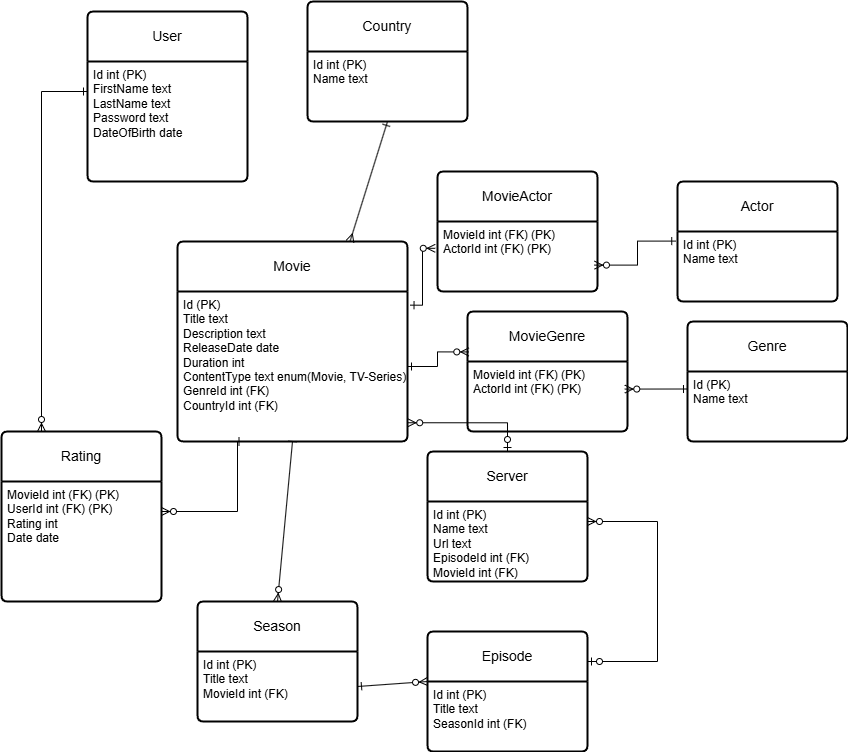 User
Id int (PK)
FirstName text
LastName text
Password text
DateOfBirth date
Country
Id int (PK)
Name text
MovieActor
MovieId int (FK) (PK)
ActorId int (FK) (PK)
Actor
Id int (PK)
Name text
Movie
Id (PK)
Title text
Description text
ReleaseDate date
Duration int
ContentType text enum(Movie, TV-Series)
GenreId int (FK)
CountryId int (FK)
MovieGenre
MovieId int (FK) (PK)
ActorId int (FK) (PK)
Genre
Id (PK)
Name text
Rating
MovieId int (FK) (PK)
UserId int (FK) (PK)
Rating int
Date date
Server
Id int (PK)
Name text
Url text
EpisodeId int (FK)
MovieId int (FK)
Season
Id int (PK)
Title text
MovieId int (FK)
Episode
Id int (PK)
Title text
SeasonId int (FK)